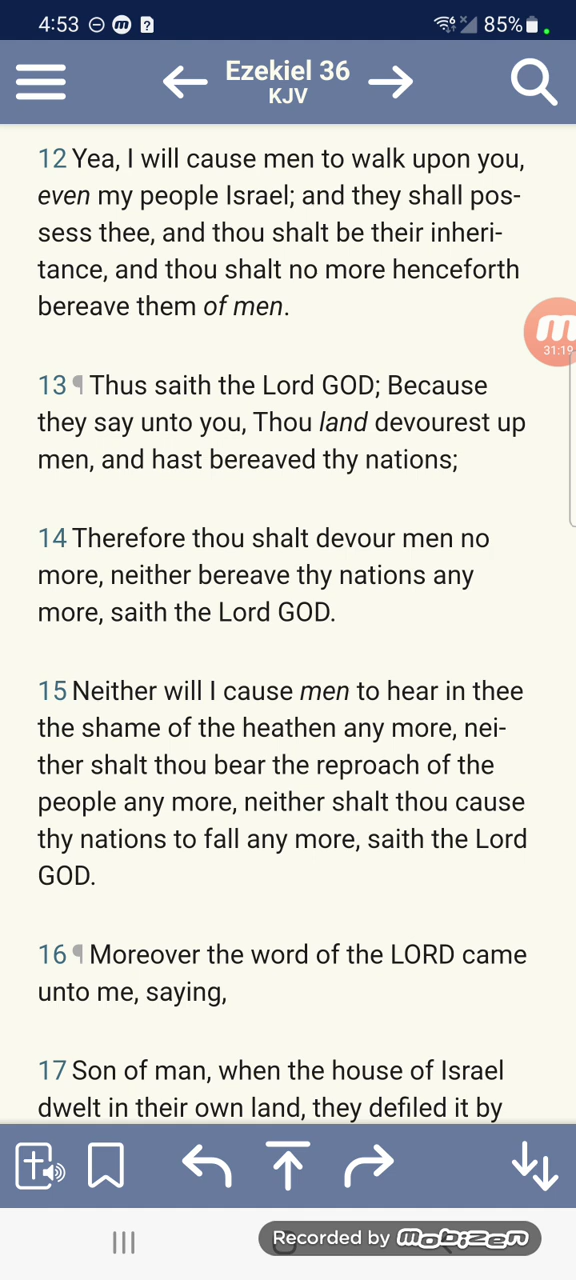 4:53 85%
Ezekiel 36
KJV
12 Yea, I will cause men to walk upon you,
even my people Israel; and they shall pos-
sess thee, and thou shalt be their inheri-
tance, and thou shalt no more henceforth
bereave them of men.
31:19
13 ¶ Thus saith the Lord GOD; Because
they say unto you, Thou land devourest up
men, and hast bereaved thy nations;
14 Therefore thou shalt devour men no
more, neither bereave thy nations any
more, saith the Lord GOD.
15 Neither will I cause men to hear in thee
the shame of the heathen any more, nei-
ther shalt thou bear the reproach of the
people any more, neither shalt thou cause
thy nations to fall any more, saith the Lord
GOD.
16 ¶ Moreover the word of the LORD came
unto me, saying,
17 Son of man, when the house of Israel
dwelt in their own land, they defiled it by
Recorded by mobizen